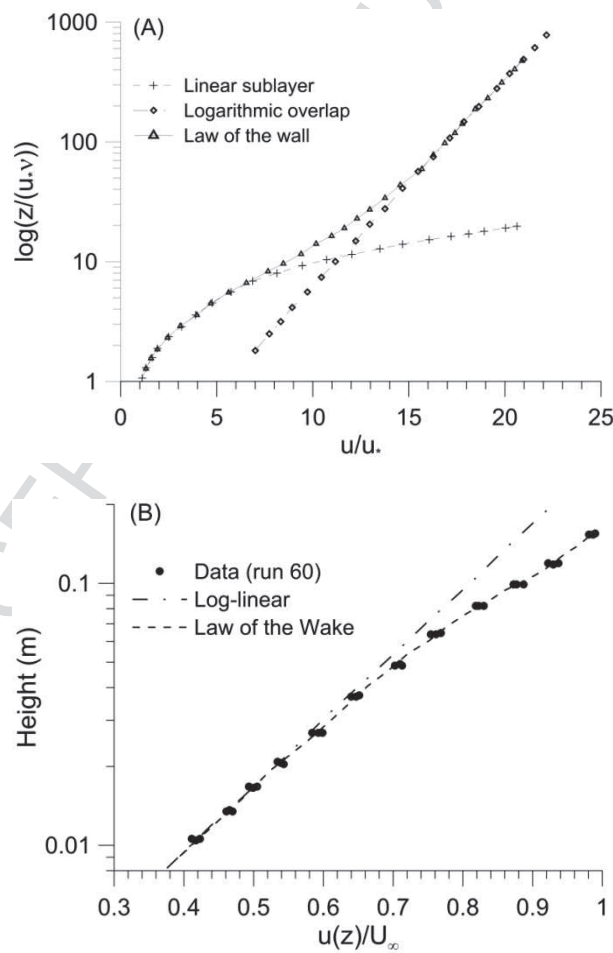 (A)
1000
100
10
1
log(z/(u*ν))
Linear sublayer
Logarithmic overlap
Law of the wall
0 5 10 15 20 25
u/u*
(B)
0.1
0.01
Height (m)
Data (run 60)
Log-linear
Law of the Wake
0.3 0.4 0.5 0.6 0.7 0.8 0.9 1
u(z)/U∞